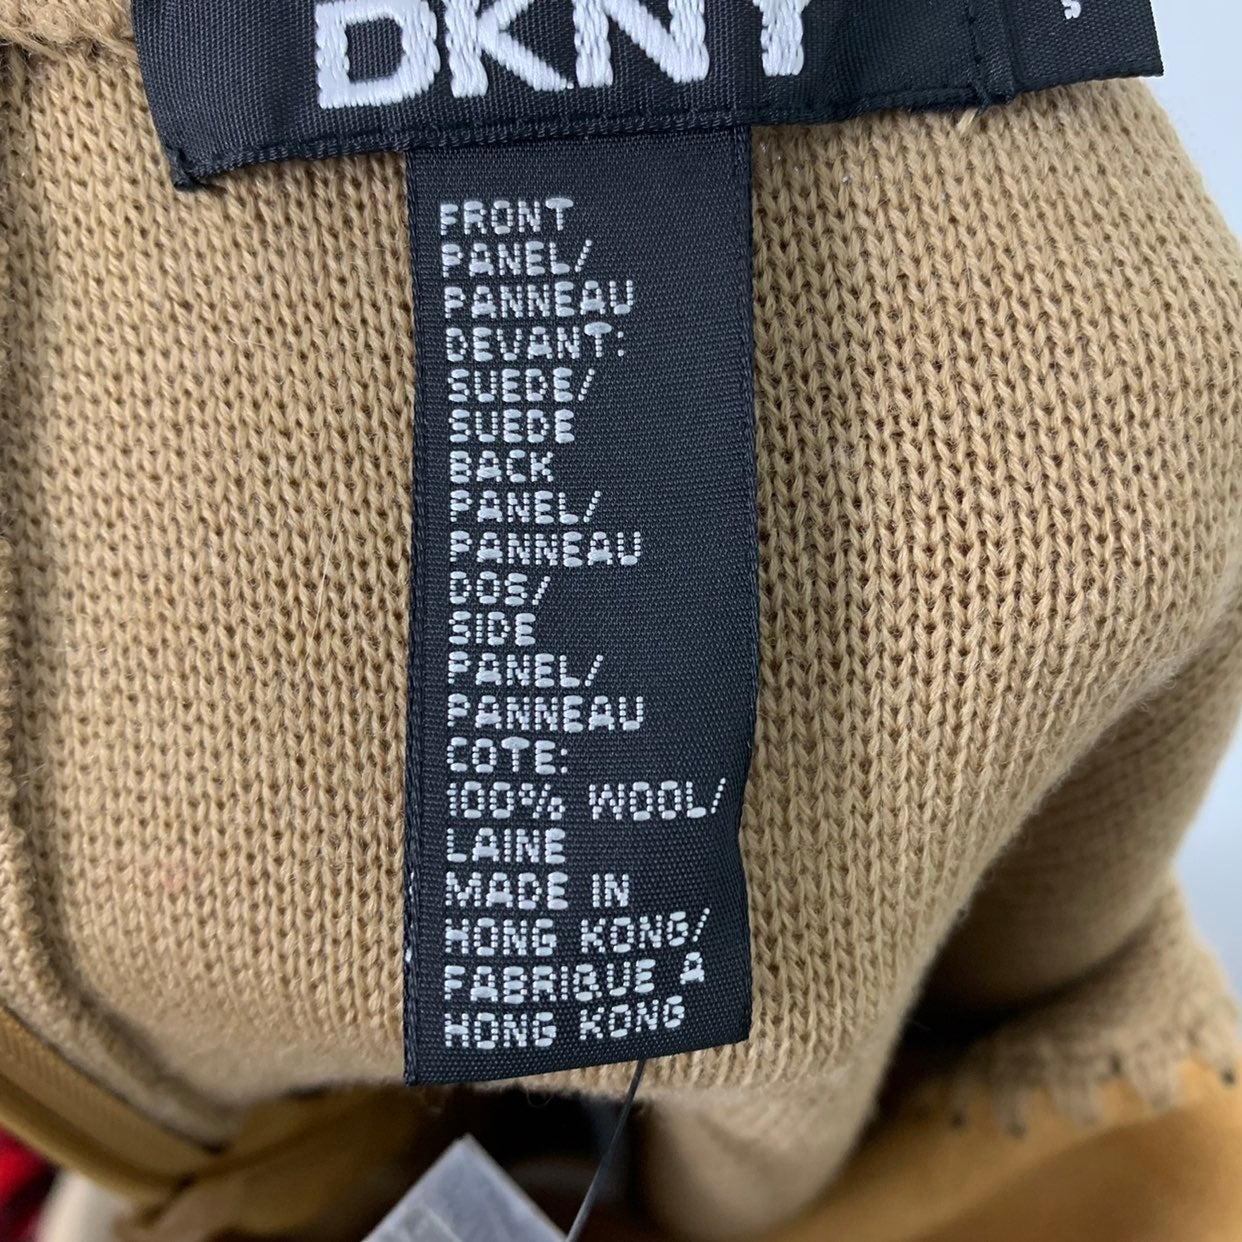 DKNY
FRONT
PANEL/
PANNEAU
DEVANT:
SUEDE/
SUEDE
BACK
PANEL/
PANNEAU
DOS/
SIDE
PANEL/
PANNEAU
COTE:
100% WOOL/
LAINE
MADE IN
HONG KONG/
FABRIQUE A
HONG KONG